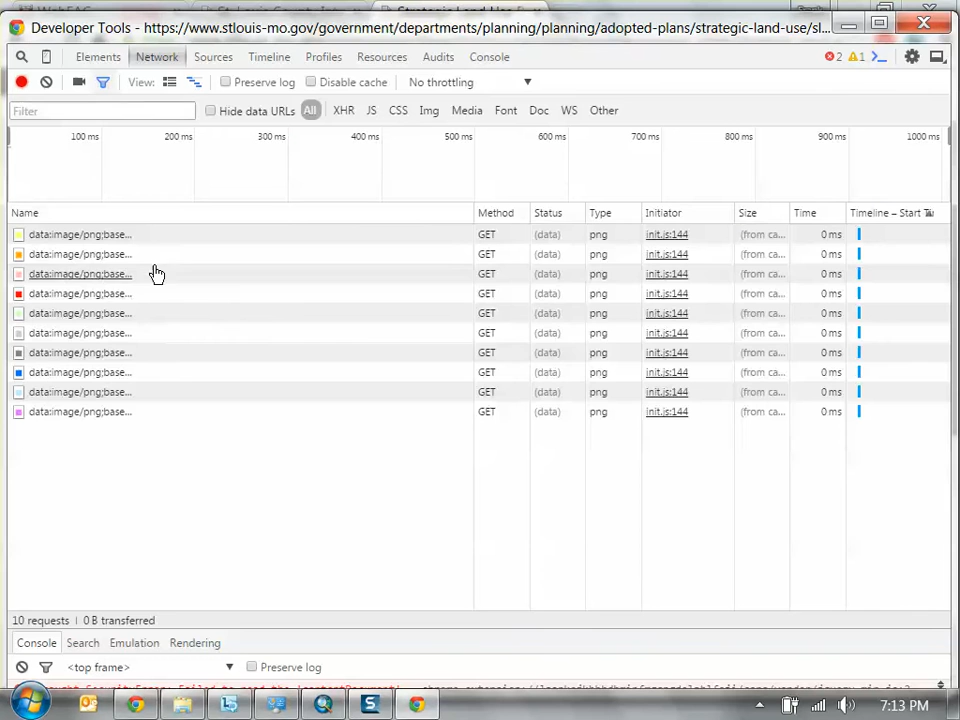 Developer Tools - https://www.stlouis-mo.gov/government/departments/planning/planning/adopted-plans/strategic-land-use/sl...
Elements Network Sources Timeline Profiles Resources Audits Console 2 1
View: Preserve log Disable cache No throttling
Filter Hide data URLs All XHR JS CSS Img Media Font Doc WS Other
100 ms 200 ms 300 ms 400 ms 500 ms 600 ms 700 ms 800 ms 900 ms 1000 ms
Name Method Status Type Initiator Size Time Timeline – Start
data:image/png;base... GET (data) png init.js:144 (from ca... 0 ms
data:image/png;base... GET (data) png init.js:144 (from ca... 0 ms
data:image/png;base... GET (data) png init.js:144 (from ca... 0 ms
data:image/png;base... GET (data) png init.js:144 (from ca... 0 ms
data:image/png;base... GET (data) png init.js:144 (from ca... 0 ms
data:image/png;base... GET (data) png init.js:144 (from ca... 0 ms
data:image/png;base... GET (data) png init.js:144 (from ca... 0 ms
data:image/png;base... GET (data) png init.js:144 (from ca... 0 ms
data:image/png;base... GET (data) png init.js:144 (from ca... 0 ms
data:image/png;base... GET (data) png init.js:144 (from ca... 0 ms
10 requests | 0 B transferred
Console Search Emulation Rendering
<top frame> Preserve log
7:13 PM